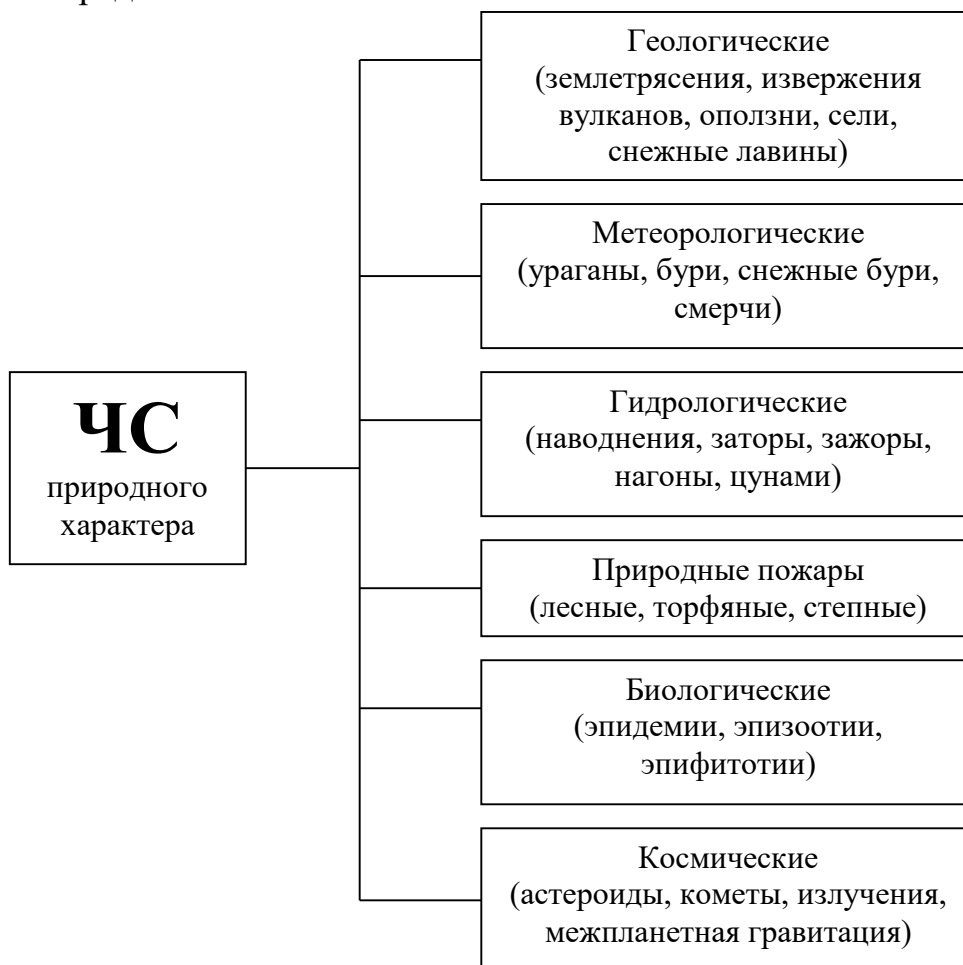 Геологические
(землетрясения, извержения
вулканов, оползни, сели,
снежные лавины)
Метеорологические
(ураганы, бури, снежные бури,
смерчи)
ЧС
природного
характера
Гидрологические
(наводнения, заторы, зажоры,
нагоны, цунами)
Природные пожары
(лесные, торфяные, степные)
Биологические
(эпидемии, эпизоотии,
эпифитотии)
Космические
(астероиды, кометы, излучения,
межпланетная гравитация)